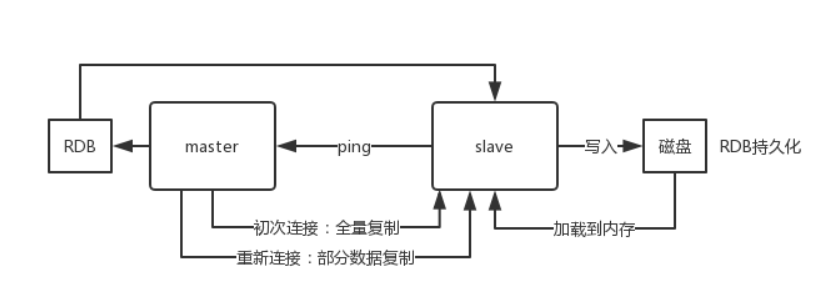 RDB
master
ping
slave
写入
磁盘
RDB持久化
初次连接：全量复制
加载到内存
重新连接：部分数据复制